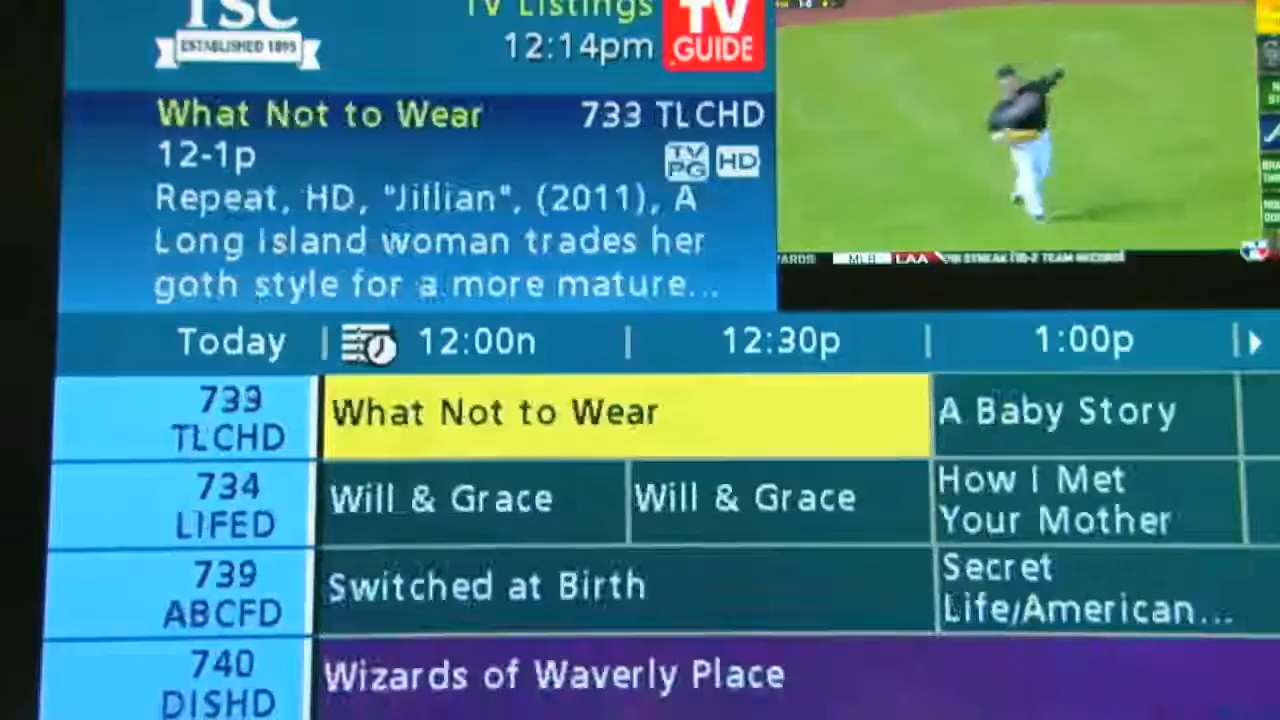 TSC
ESTABLISHED 1895
TV Listings
12:14pm
TV
GUIDE
What Not to Wear
733 TLCHD
12-1p
TV
PG
HD
Repeat, HD, "Jillian", (2011), A
Long Island woman trades her
goth style for a more mature...
MLB LAA
Today
12:00n
12:30p
1:00p
733
TLCHD
What Not to Wear
A Baby Story
734
LIFED
Will & Grace
Will & Grace
How I Met
Your Mother
739
ABCFD
Switched at Birth
Secret
Life/American...
740
DISHD
Wizards of Waverly Place